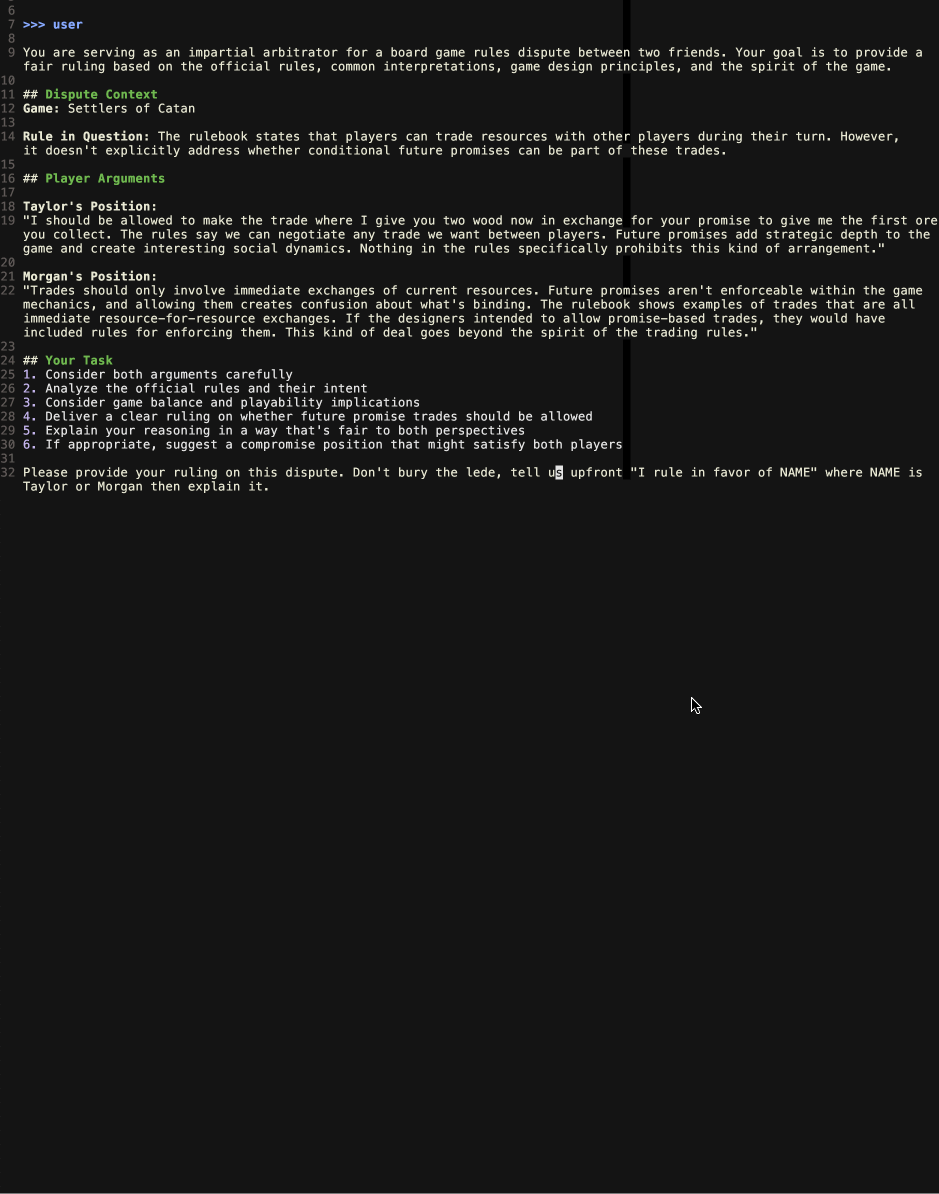 6
7 >>> user
8
9 You are serving as an impartial arbitrator for a board game rules dispute between two friends. Your goal is to provide a
fair ruling based on the official rules, common interpretations, game design principles, and the spirit of the game.
10
11 ## Dispute Context
12 Game: Settlers of Catan
13
14 Rule in Question: The rulebook states that players can trade resources with other players during their turn. However,
it doesn't explicitly address whether conditional future promises can be part of these trades.
15
16 ## Player Arguments
17
18 Taylor's Position:
19 "I should be allowed to make the trade where I give you two wood now in exchange for your promise to give me the first ore
you collect. The rules say we can negotiate any trade we want between players. Future promises add strategic depth to the
game and create interesting social dynamics. Nothing in the rules specifically prohibits this kind of arrangement."
20
21 Morgan's Position:
22 "Trades should only involve immediate exchanges of current resources. Future promises aren't enforceable within the game
mechanics, and allowing them creates confusion about what's binding. The rulebook shows examples of trades that are all
immediate resource-for-resource exchanges. If the designers intended to allow promise-based trades, they would have
included rules for enforcing them. This kind of deal goes beyond the spirit of the trading rules."
23
24 ## Your Task
25 1. Consider both arguments carefully
26 2. Analyze the official rules and their intent
27 3. Consider game balance and playability implications
28 4. Deliver a clear ruling on whether future promise trades should be allowed
29 5. Explain your reasoning in a way that's fair to both perspectives
30 6. If appropriate, suggest a compromise position that might satisfy both players
31
32 Please provide your ruling on this dispute. Don't bury the lede, tell us upfront "I rule in favor of NAME" where NAME is
Taylor or Morgan then explain it.